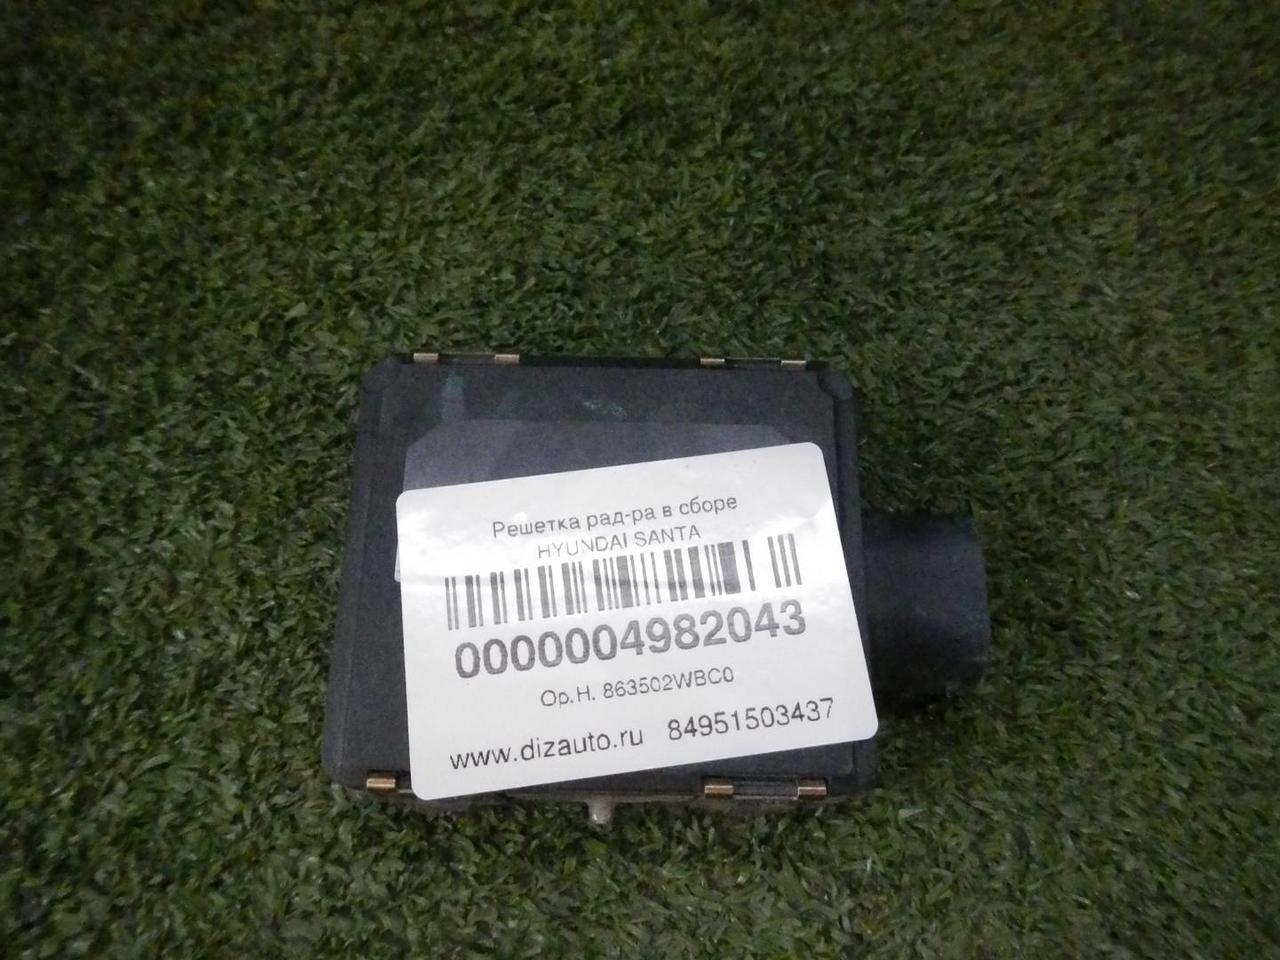 Решетка рад-ра в сборе
HYUNDAI SANTA
0000004982043
Ор.Н. 863502WBC0
www.dizauto.ru 84951503437